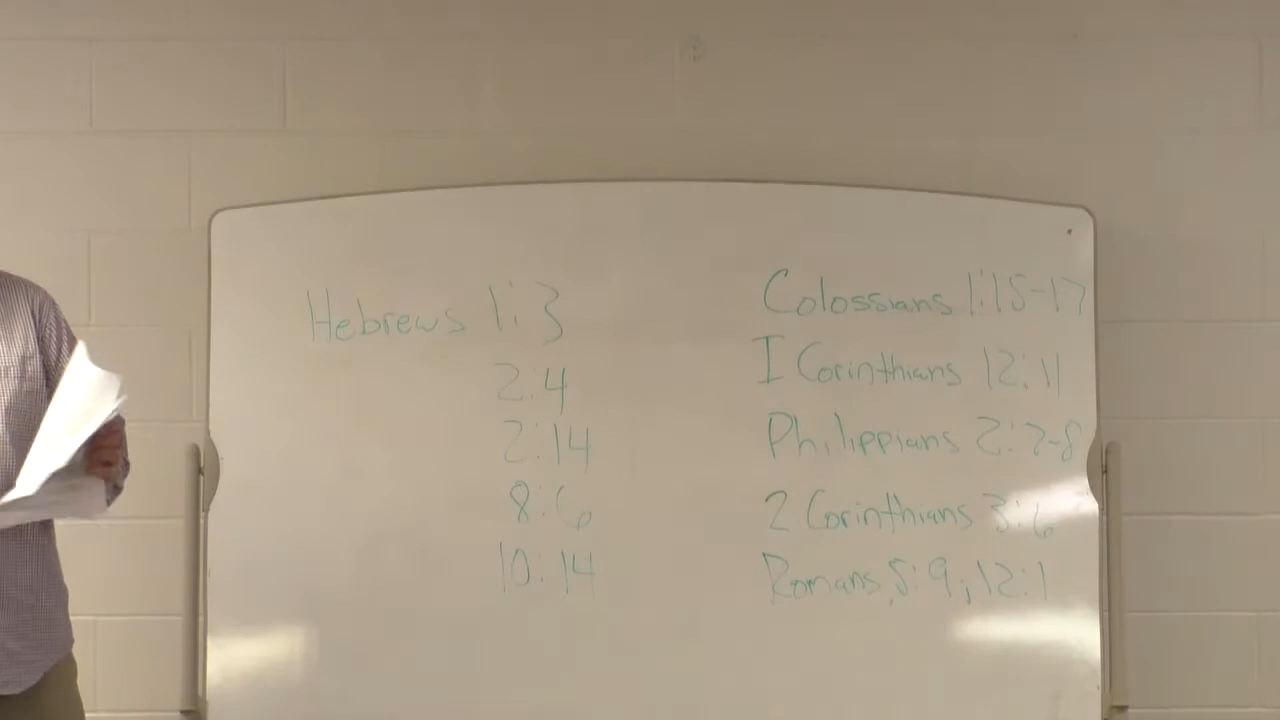 Hebrews 1:3
2:4
2:14
8:6
10:14
Colossians 1:15-17
I Corinthians 12:11
Philippians 2:7-8
2 Corinthians 3:6
Romans 5:9; 12:1